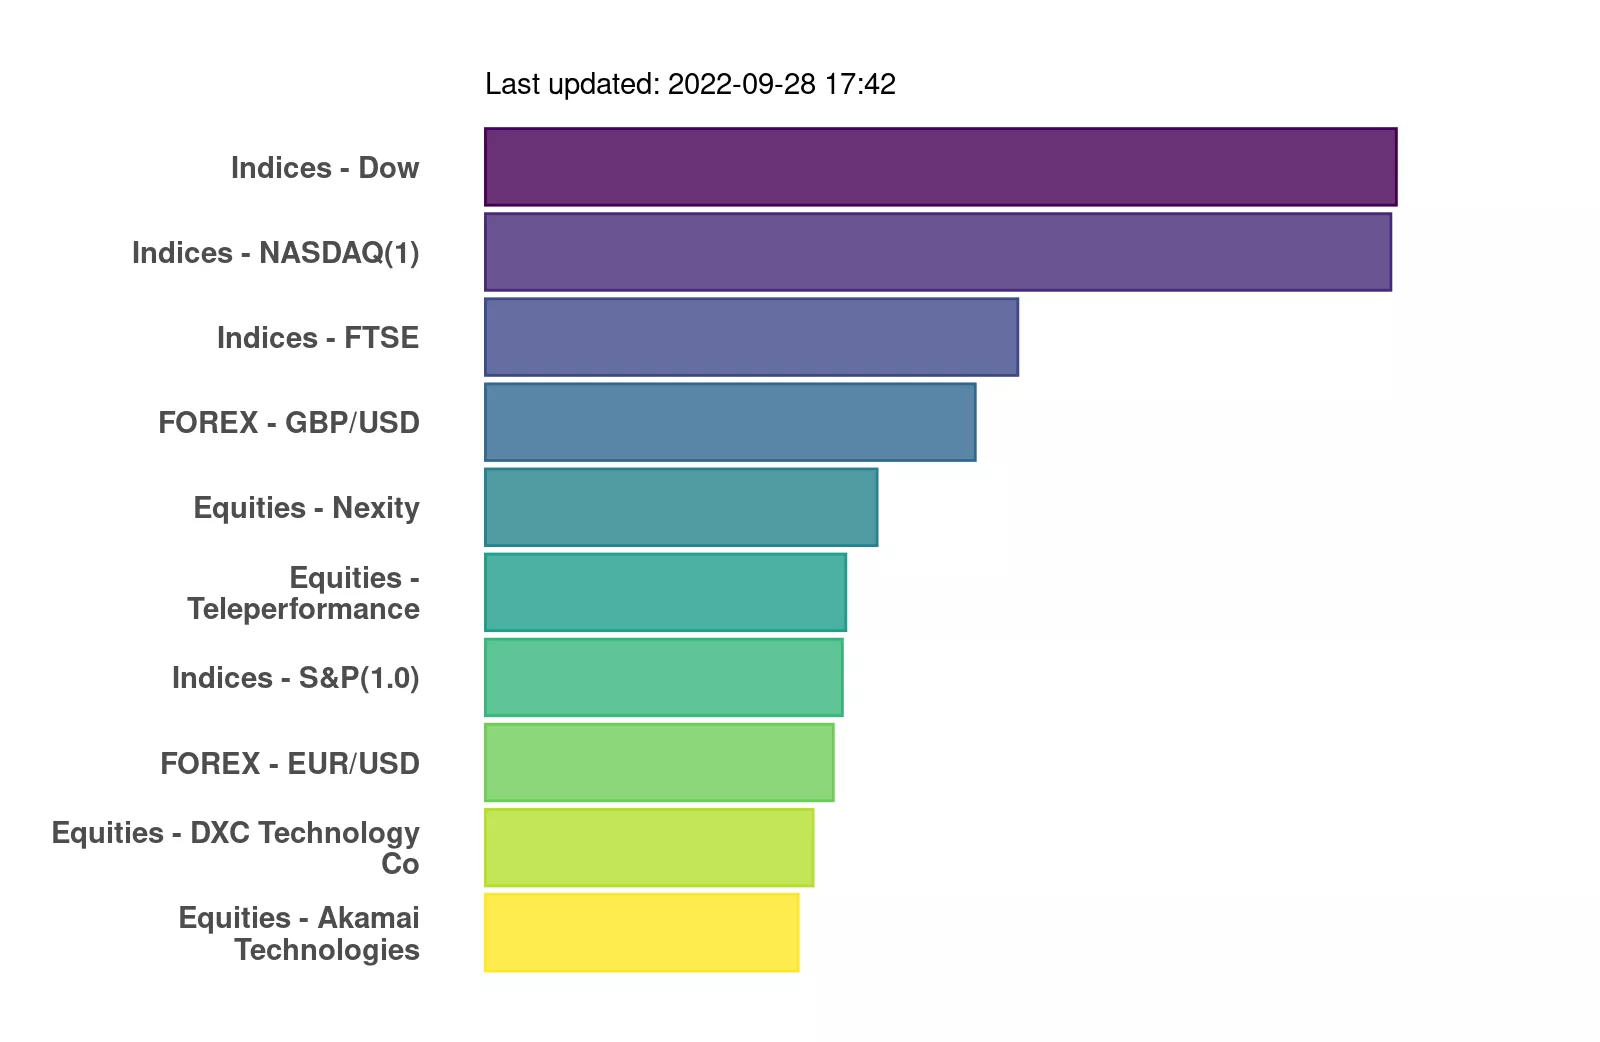 Last updated: 2022-09-28 17:42
Indices - Dow
Indices - NASDAQ(1)
Indices - FTSE
FOREX - GBP/USD
Equities - Nexity
Equities -
Teleperformance
Indices - S&P(1.0)
FOREX - EUR/USD
Equities - DXC Technology
Co
Equities - Akamai
Technologies